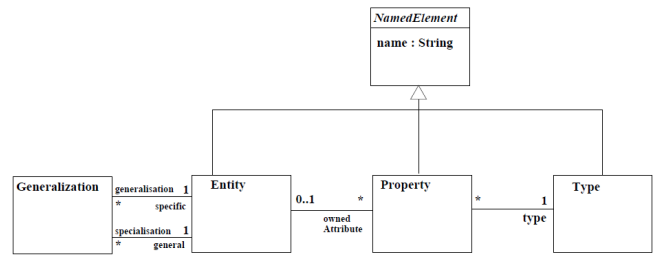 NamedElement
name : String
Generalization
generalisation 1
* specific
specialisation 1
* general
Entity
0..1 *
owned
Attribute
Property
* 1
type
Type